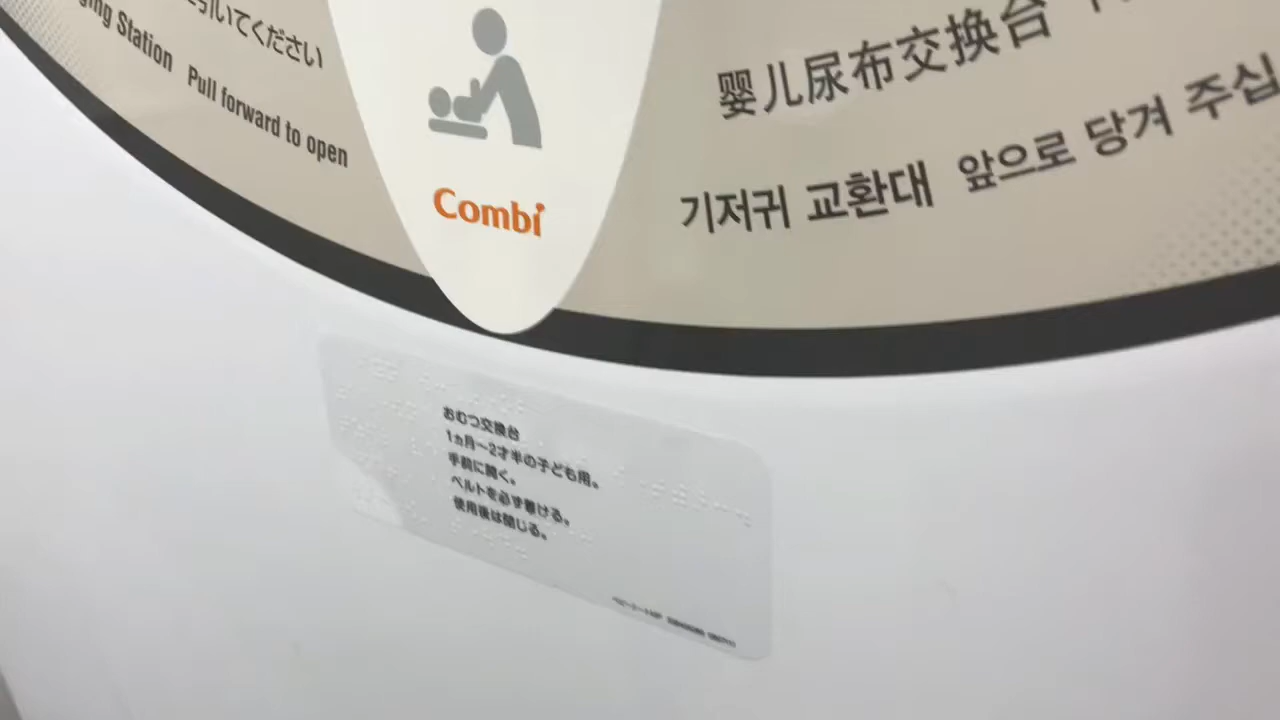 いてください
ging Station Pull forward to open
Combi
婴儿尿布交换台
기저귀 교환대 앞으로 당겨 주십
おむつ交換台
1ヵ月〜2才半の子ども用。
手前に開く。
ベルトを必ず着ける。
使用後は閉じる。